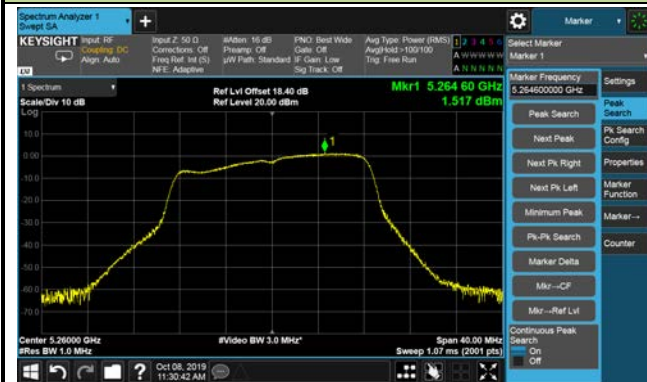 Spectrum Analyzer 1
Swept SA
Marker
KEYSIGHT
Input: RF
Coupling: DC
Align: Auto
Input Z: 50 Ω
Corrections: Off
Freq Ref: Int (S)
NFE: Adaptive
#Atten: 16 dB
Preamp: Off
µW Path: Standard
PNO: Best Wide
Gate: Off
IF Gain: Low
Sig Track: Off
Avg Type: Power (RMS)
Avg|Hold:>100/100
Trig: Free Run
1 2 3 4 5 6
A W W W W W
A N N N N N
LXI
Select Marker
Marker 1
1 Spectrum
Scale/Div 10 dB
Log
Ref Lvl Offset 18.40 dB
Ref Level 20.00 dBm
Mkr1 5.264 60 GHz
1.517 dBm
Marker Frequency
5.264600000 GHz
Settings
Peak Search
Next Peak
Next Pk Right
Next Pk Left
Minimum Peak
Pk-Pk Search
Marker Delta
Mkr→CF
Mkr→Ref Lvl
Continuous Peak
Search
On
Off
Peak
Search
Pk Search
Config
Properties
Marker
Function
Marker→
Counter
10.0
0.00
-10.0
-20.0
-30.0
-40.0
-50.0
-60.0
-70.0
1
Center 5.26000 GHz
#Res BW 1.0 MHz
#Video BW 3.0 MHz*
Span 40.00 MHz
Sweep 1.07 ms (2001 pts)
Oct 08, 2019
11:30:42 AM